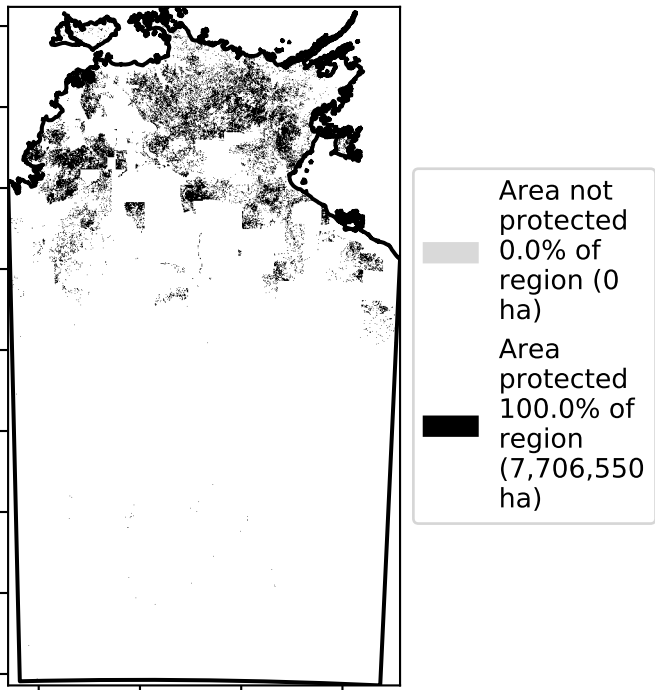 Area not
protected
0.0% of
region (0
ha)
Area
protected
100.0% of
region
(7,706,550
ha)